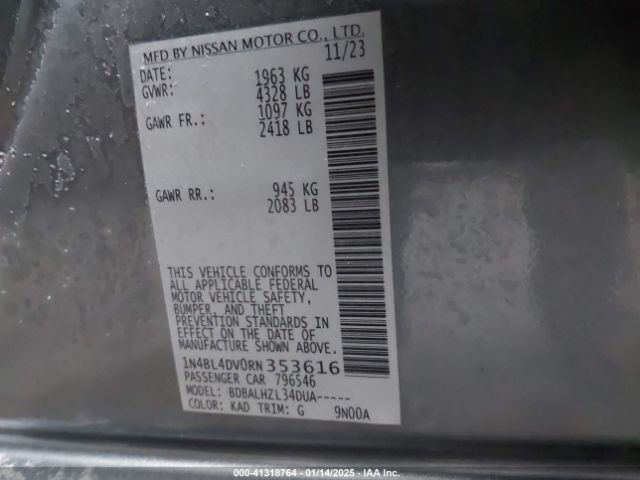 MFD BY NISSAN MOTOR CO., LTD.
DATE: 11/23
GVWR: 1963 KG
4328 LB
GAWR FR.: 1097 KG
2418 LB
GAWR RR.: 945 KG
2083 LB
THIS VEHICLE CONFORMS TO
ALL APPLICABLE FEDERAL
MOTOR VEHICLE SAFETY,
BUMPER, AND THEFT
PREVENTION STANDARDS IN
EFFECT ON THE DATE OF
MANUFACTURE SHOWN ABOVE.
1N4BL4DV0RN353616
PASSENGER CAR 796546
MODEL: BDBALHZL34DUA-----
COLOR: KAD TRIM: G 9N00A
000-41318764 — 01/14/2025 — IAA Inc.